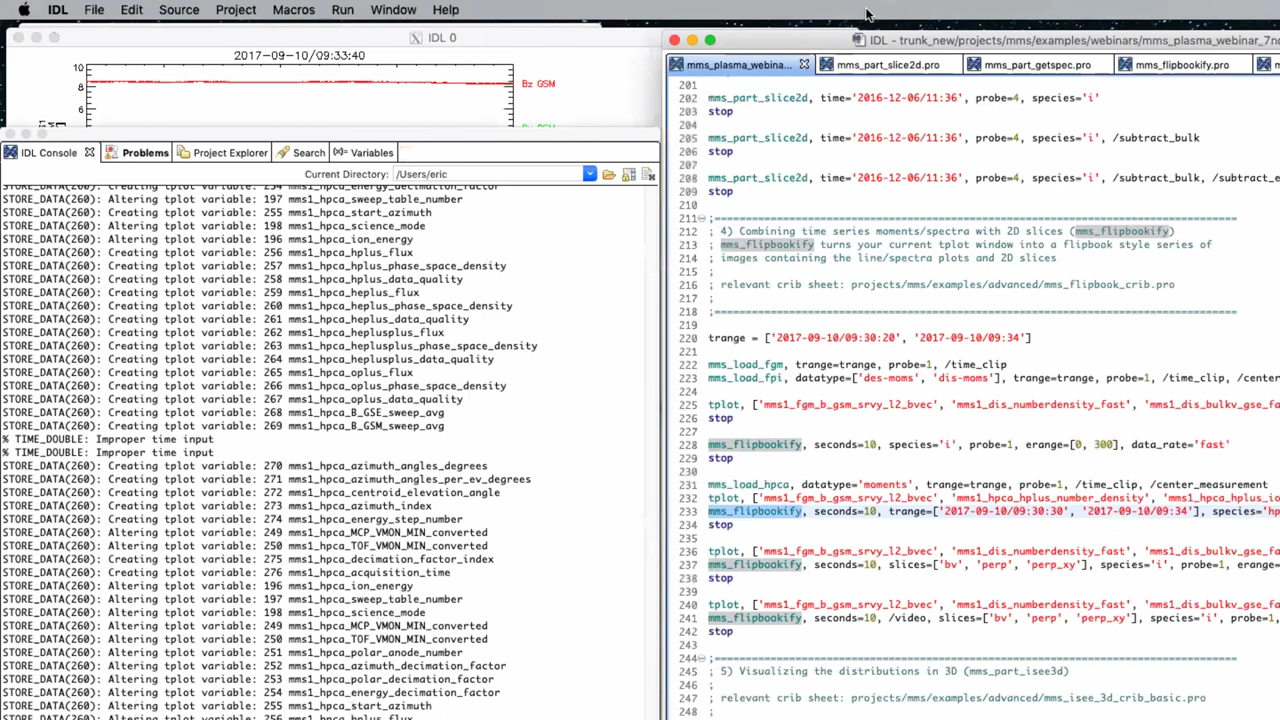 IDL File Edit Source Project Macros Run Window Help
IDL 0
2017-09-10/09:33:40
10
8
6
Bz GSM
IDL Console Problems Project Explorer Search (x)= Variables
Current Directory: /Users/eric
STORE_DATA(260): Creating tplot variable: 254 mms1_hpca_energy_decimation_factor
STORE_DATA(260): Altering tplot variable: 197 mms1_hpca_sweep_table_number
STORE_DATA(260): Creating tplot variable: 255 mms1_hpca_start_azimuth
STORE_DATA(260): Altering tplot variable: 198 mms1_hpca_science_mode
STORE_DATA(260): Altering tplot variable: 196 mms1_hpca_ion_energy
STORE_DATA(260): Creating tplot variable: 256 mms1_hpca_hplus_flux
STORE_DATA(260): Creating tplot variable: 257 mms1_hpca_hplus_phase_space_density
STORE_DATA(260): Creating tplot variable: 258 mms1_hpca_hplus_data_quality
STORE_DATA(260): Creating tplot variable: 259 mms1_hpca_heplus_flux
STORE_DATA(260): Creating tplot variable: 260 mms1_hpca_heplus_phase_space_density
STORE_DATA(260): Creating tplot variable: 261 mms1_hpca_heplus_data_quality
STORE_DATA(260): Creating tplot variable: 262 mms1_hpca_heplusplus_flux
STORE_DATA(260): Creating tplot variable: 263 mms1_hpca_heplusplus_phase_space_density
STORE_DATA(260): Creating tplot variable: 264 mms1_hpca_heplusplus_data_quality
STORE_DATA(260): Creating tplot variable: 265 mms1_hpca_oplus_flux
STORE_DATA(260): Creating tplot variable: 266 mms1_hpca_oplus_phase_space_density
STORE_DATA(260): Creating tplot variable: 267 mms1_hpca_oplus_data_quality
STORE_DATA(260): Creating tplot variable: 268 mms1_hpca_B_GSE_sweep_avg
STORE_DATA(260): Creating tplot variable: 269 mms1_hpca_B_GSM_sweep_avg
% TIME_DOUBLE: Improper time input
% TIME_DOUBLE: Improper time input
STORE_DATA(260): Creating tplot variable: 270 mms1_hpca_azimuth_angles_degrees
STORE_DATA(260): Creating tplot variable: 271 mms1_hpca_azimuth_angles_per_ev_degrees
STORE_DATA(260): Creating tplot variable: 272 mms1_hpca_centroid_elevation_angle
STORE_DATA(260): Creating tplot variable: 273 mms1_hpca_azimuth_index
STORE_DATA(260): Creating tplot variable: 274 mms1_hpca_energy_step_number
STORE_DATA(260): Creating tplot variable: 249 mms1_hpca_MCP_VMON_MIN_converted
STORE_DATA(260): Altering tplot variable: 250 mms1_hpca_TOF_VMON_MIN_converted
STORE_DATA(260): Creating tplot variable: 275 mms1_hpca_decimation_factor_index
STORE_DATA(260): Creating tplot variable: 276 mms1_hpca_acquisition_time
STORE_DATA(260): Altering tplot variable: 196 mms1_hpca_ion_energy
STORE_DATA(260): Altering tplot variable: 197 mms1_hpca_sweep_table_number
STORE_DATA(260): Altering tplot variable: 198 mms1_hpca_science_mode
STORE_DATA(260): Altering tplot variable: 249 mms1_hpca_MCP_VMON_MIN_converted
STORE_DATA(260): Altering tplot variable: 250 mms1_hpca_TOF_VMON_MIN_converted
STORE_DATA(260): Altering tplot variable: 251 mms1_hpca_polar_anode_number
STORE_DATA(260): Altering tplot variable: 252 mms1_hpca_azimuth_decimation_factor
STORE_DATA(260): Altering tplot variable: 253 mms1_hpca_polar_decimation_factor
STORE_DATA(260): Altering tplot variable: 254 mms1_hpca_energy_decimation_factor
STORE_DATA(260): Altering tplot variable: 255 mms1_hpca_start_azimuth
STORE_DATA(260): Altering tplot variable: 256 mms1_hpca_hplus_flux
IDL - trunk_new/projects/mms/examples/webinars/mms_plasma_webinar_7no
mms_plasma_webina... mms_part_slice2d.pro mms_part_getspec.pro mms_flipbookify.pro
201
202 mms_part_slice2d, time='2016-12-06/11:36', probe=4, species='i'
203 stop
204
205 mms_part_slice2d, time='2016-12-06/11:36', probe=4, species='i', /subtract_bulk
206 stop
207
208 mms_part_slice2d, time='2016-12-06/11:36', probe=4, species='i', /subtract_bulk, /subtract_e
209 stop
210
211 ;==========================================================================
212 ; 4) Combining time series moments/spectra with 2D slices (mms_flipbookify)
213 ; mms_flipbookify turns your current tplot window into a flipbook style series of
214 ; images containing the line/spectra plots and 2D slices
215 ;
216 ; relevant crib sheet: projects/mms/examples/advanced/mms_flipbook_crib.pro
217 ;
218 ;==========================================================================
219
220 trange = ['2017-09-10/09:30:20', '2017-09-10/09:34']
221
222 mms_load_fgm, trange=trange, probe=1, /time_clip
223 mms_load_fpi, datatype=['des-moms', 'dis-moms'], trange=trange, probe=1, /time_clip, /center
224
225 tplot, ['mms1_fgm_b_gsm_srvy_l2_bvec', 'mms1_dis_numberdensity_fast', 'mms1_dis_bulkv_gse_fa
226 stop
227
228 mms_flipbookify, seconds=10, species='i', probe=1, erange=[0, 300], data_rate='fast'
229 stop
230
231 mms_load_hpca, datatype='moments', trange=trange, probe=1, /time_clip, /center_measurement
232 tplot, ['mms1_fgm_b_gsm_srvy_l2_bvec', 'mms1_hpca_hplus_number_density', 'mms1_hpca_hplus_io
233 mms_flipbookify, seconds=10, trange=['2017-09-10/09:30:30', '2017-09-10/09:34'], species='hp
234 stop
235
236 tplot, ['mms1_fgm_b_gsm_srvy_l2_bvec', 'mms1_dis_numberdensity_fast', 'mms1_dis_bulkv_gse_fa
237 mms_flipbookify, seconds=10, slices=['bv', 'perp', 'perp_xy'], species='i', probe=1, erange=
238 stop
239
240 tplot, ['mms1_fgm_b_gsm_srvy_l2_bvec', 'mms1_dis_numberdensity_fast', 'mms1_dis_bulkv_gse_fa
241 mms_flipbookify, seconds=10, /video, slices=['bv', 'perp', 'perp_xy'], species='i', probe=1,
242 stop
243
244 ;==========================================================================
245 ; 5) Visualizing the distributions in 3D (mms_part_isee3d)
246 ;
247 ; relevant crib sheet: projects/mms/examples/advanced/mms_isee_3d_crib_basic.pro
248 ;